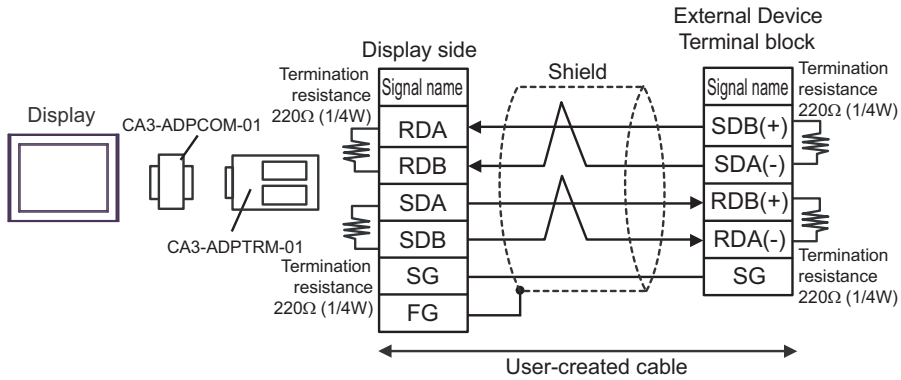 External Device
Terminal block
Display side
Shield
Termination
resistance
220Ω (1/4W)
Termination
resistance
220Ω (1/4W)
Display
CA3-ADPCOM-01
CA3-ADPTRM-01
Signal name
RDA
RDB
SDA
SDB
SG
FG
Signal name
SDB(+)
SDA(-)
RDB(+)
RDA(-)
SG
Termination
resistance
220Ω (1/4W)
Termination
resistance
220Ω (1/4W)
User-created cable